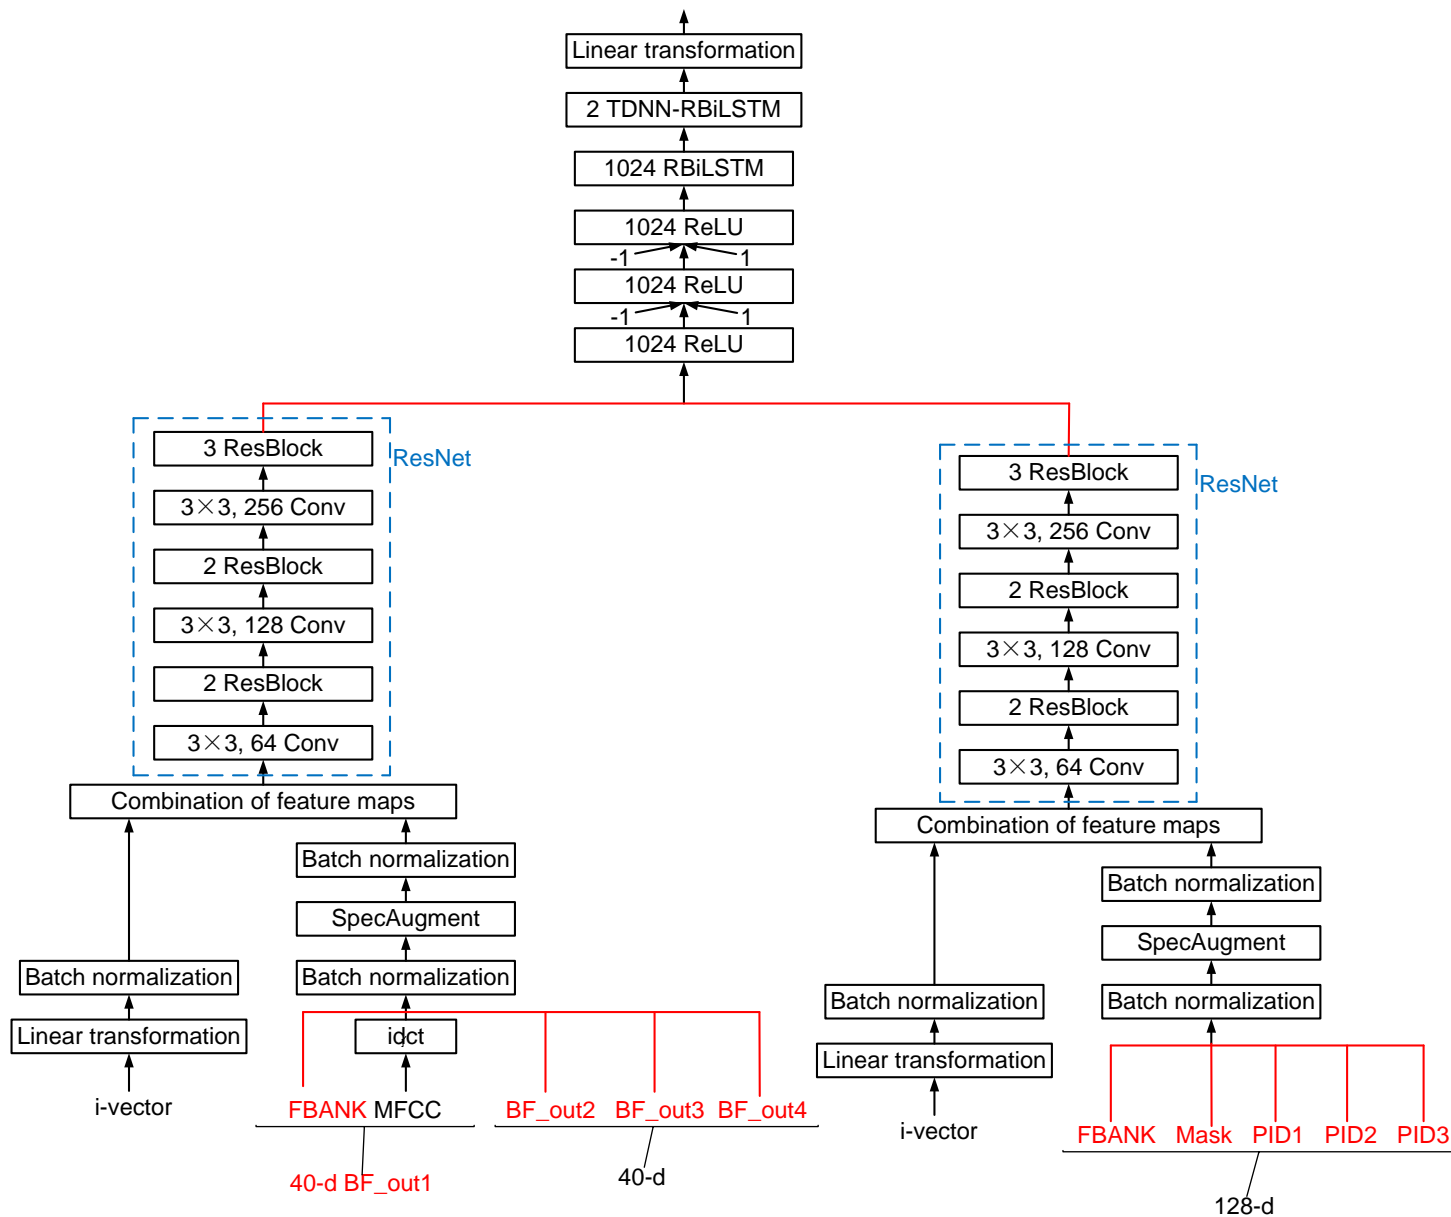 Linear transformation
2 TDNN-RBiLSTM
1024 RBiLSTM
1024 ReLU
-1 1
1024 ReLU
-1 1
1024 ReLU
3 ResBlock
ResNet
3×3, 256 Conv
2 ResBlock
3×3, 128 Conv
2 ResBlock
3×3, 64 Conv
Combination of feature maps
Batch normalization
SpecAugment
Batch normalization
Batch normalization
Linear transformation
idct
i-vector
FBANK MFCC
BF_out2 BF_out3 BF_out4
40-d BF_out1
40-d
3 ResBlock
ResNet
3×3, 256 Conv
2 ResBlock
3×3, 128 Conv
2 ResBlock
3×3, 64 Conv
Combination of feature maps
Batch normalization
SpecAugment
Batch normalization
Batch normalization
Linear transformation
i-vector
FBANK Mask PID1 PID2 PID3
128-d